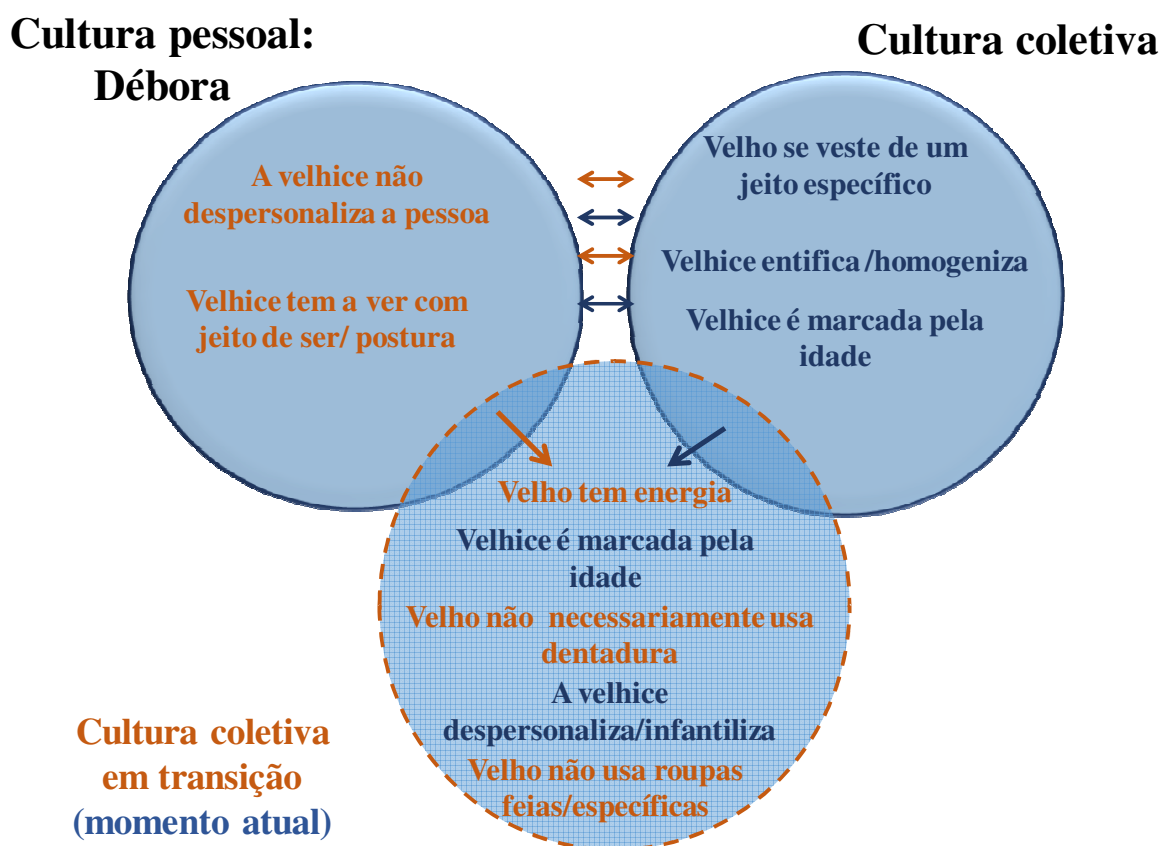 Cultura pessoal:
Débora
Cultura coletiva
A velhice não
despersonaliza a pessoa
Velhice tem a ver com
jeito de ser/ postura
Velho se veste de um
jeito específico
Velhice entifica /homogeniza
Velhice é marcada pela
idade
Velho tem energia
Velhice é marcada pela
idade
Velho não necessariamente usa
dentadura
A velhice
despersonaliza/infantiliza
Velho não usa roupas
feias/específicas
Cultura coletiva
em transição
(momento atual)